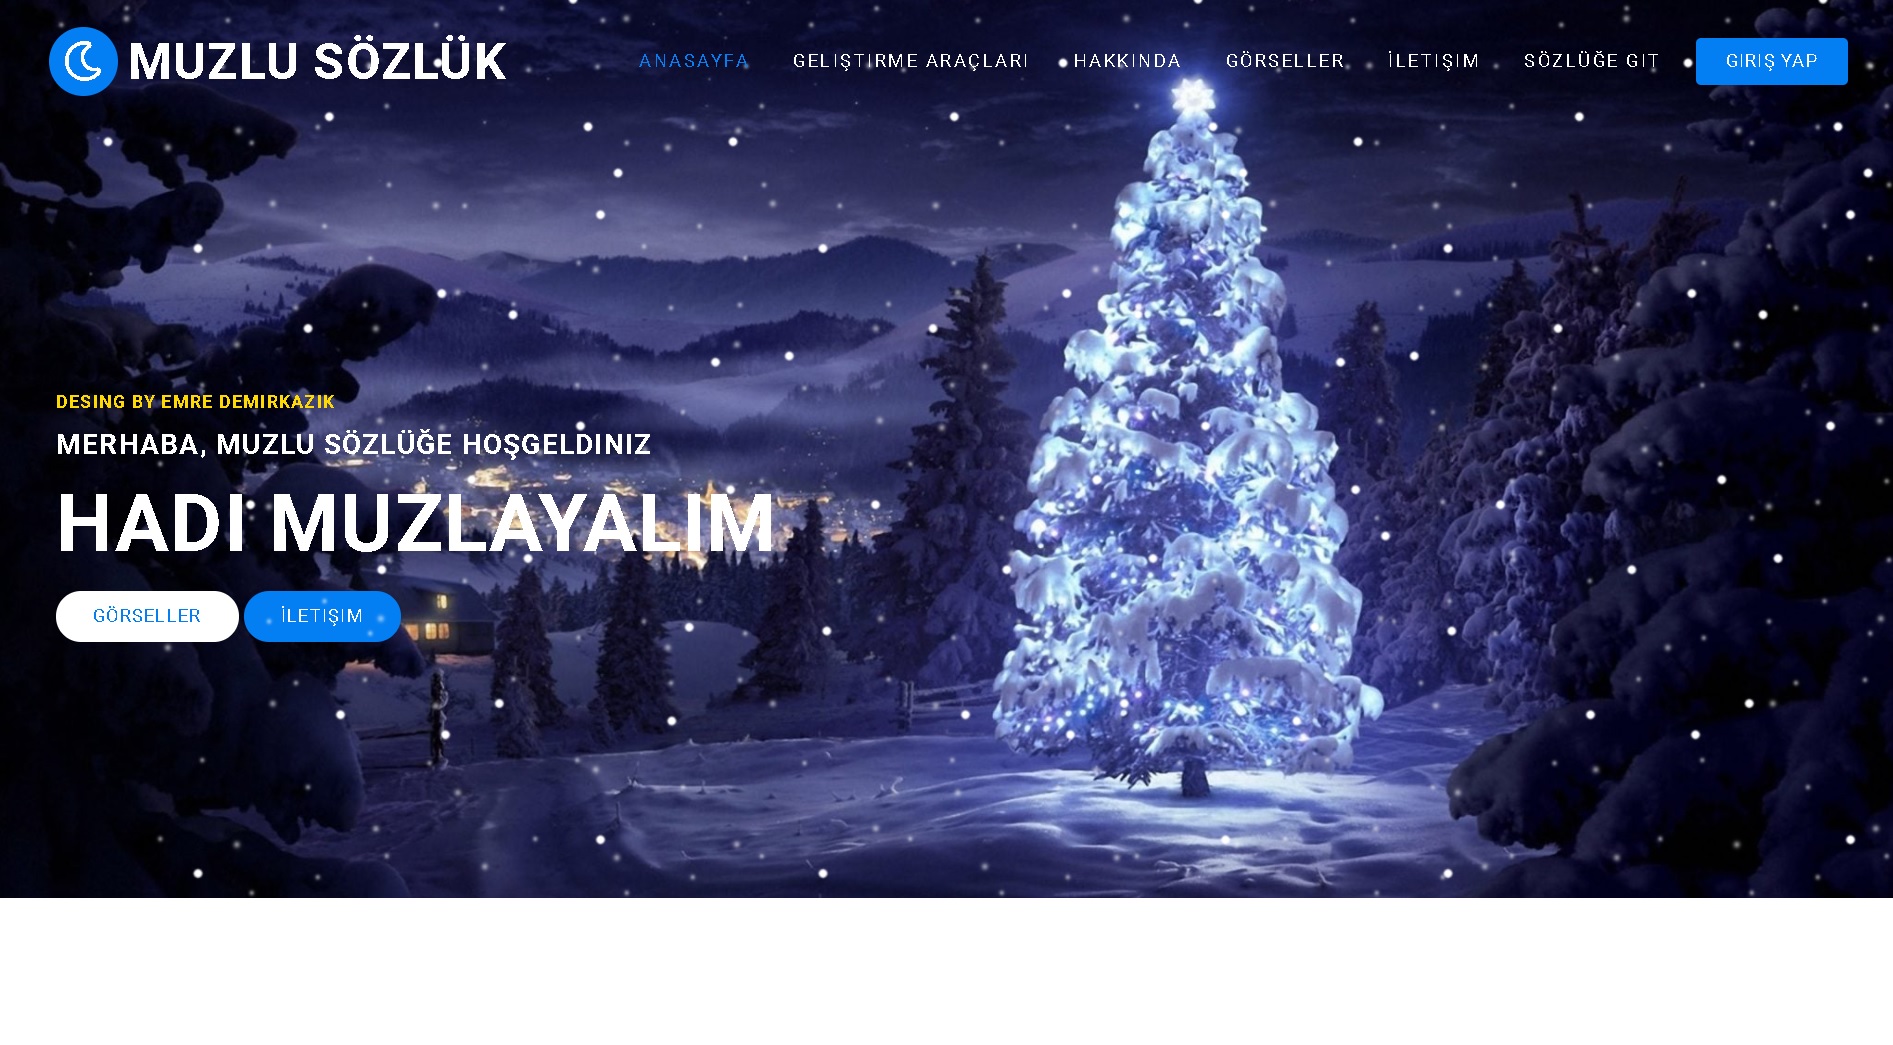 MUZLU SÖZLÜK
ANASAYFA GELIŞTIRME ARAÇLARI HAKKINDA GÖRSELLER İLETIŞIM SÖZLÜĞE GIT GIRIŞ YAP
DESING BY EMRE DEMIRKAZIK
MERHABA, MUZLU SÖZLÜĞE HOŞGELDINIZ
HADI MUZLAYALIM
GÖRSELLER İLETIŞIM